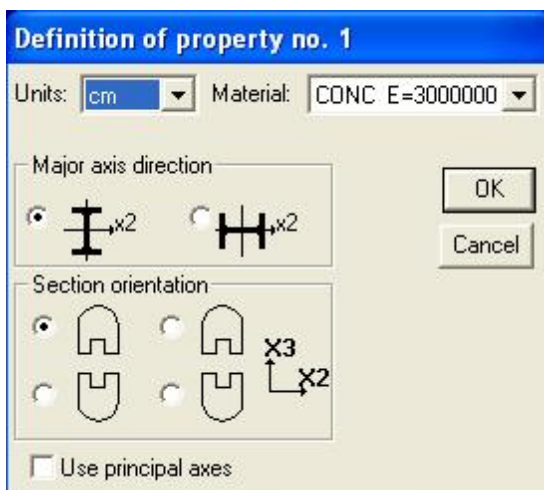 Definition of property no. 1
Units: cm Material: CONC E=3000000
Major axis direction
x2 x2
OK
Cancel
Section orientation
X3
X2
Use principal axes